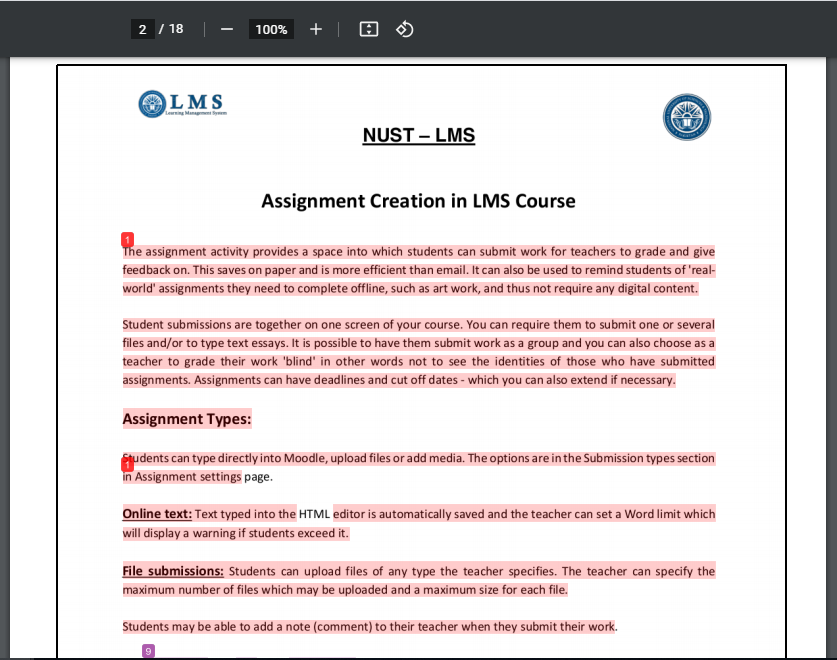 2 / 18
100%
LMS
Learning Management System
NUST – LMS
Assignment Creation in LMS Course
1
The assignment activity provides a space into which students can submit work for teachers to grade and give
feedback on. This saves on paper and is more efficient than email. It can also be used to remind students of 'real-
world' assignments they need to complete offline, such as art work, and thus not require any digital content.
Student submissions are together on one screen of your course. You can require them to submit one or several
files and/or to type text essays. It is possible to have them submit work as a group and you can also choose as a
teacher to grade their work 'blind' in other words not to see the identities of those who have submitted
assignments. Assignments can have deadlines and cut off dates - which you can also extend if necessary.
Assignment Types:
Students can type directly into Moodle, upload files or add media. The options are in the Submission types section
1
in Assignment settings page.
Online text: Text typed into the HTML editor is automatically saved and the teacher can set a Word limit which
will display a warning if students exceed it.
File submissions: Students can upload files of any type the teacher specifies. The teacher can specify the
maximum number of files which may be uploaded and a maximum size for each file.
Students may be able to add a note (comment) to their teacher when they submit their work.
9